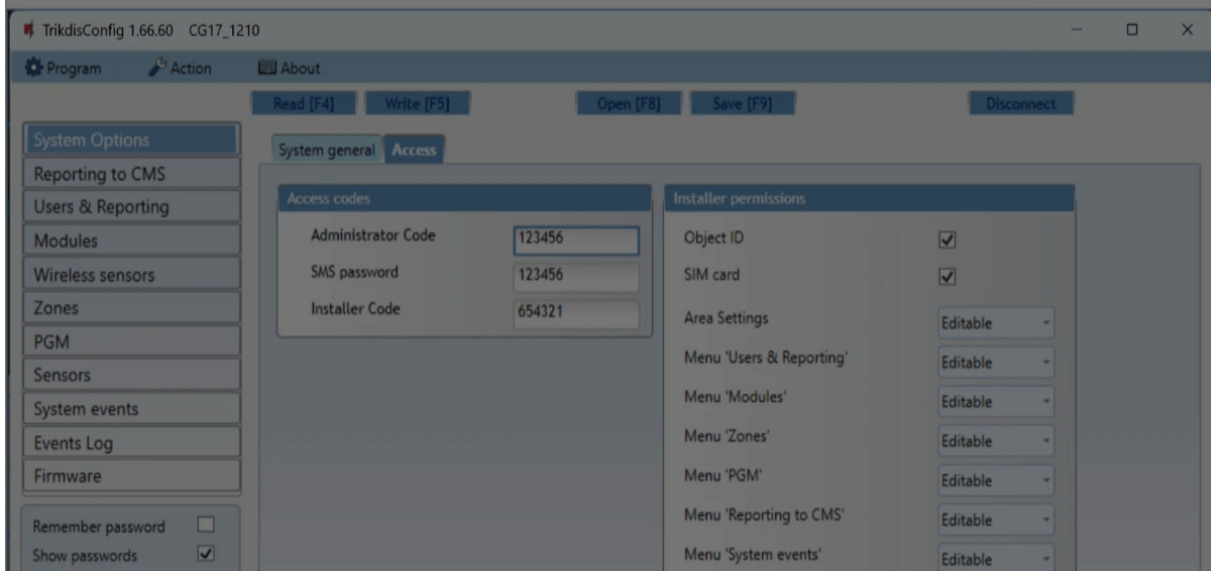 TrikdisConfig 1.66.60 CG17_1210
Program Action About
Read [F4] Write [F5] Open [F8] Save [F9] Disconnect
System Options
Reporting to CMS
Users & Reporting
Modules
Wireless sensors
Zones
PGM
Sensors
System events
Events Log
Firmware
Remember password
Show passwords
System general Access
Access codes
Administrator Code 123456
SMS password 123456
Installer Code 654321
Installer permissions
Object ID
SIM card
Area Settings Editable
Menu 'Users & Reporting' Editable
Menu 'Modules' Editable
Menu 'Zones' Editable
Menu 'PGM' Editable
Menu 'Reporting to CMS' Editable
Menu 'System events' Editable